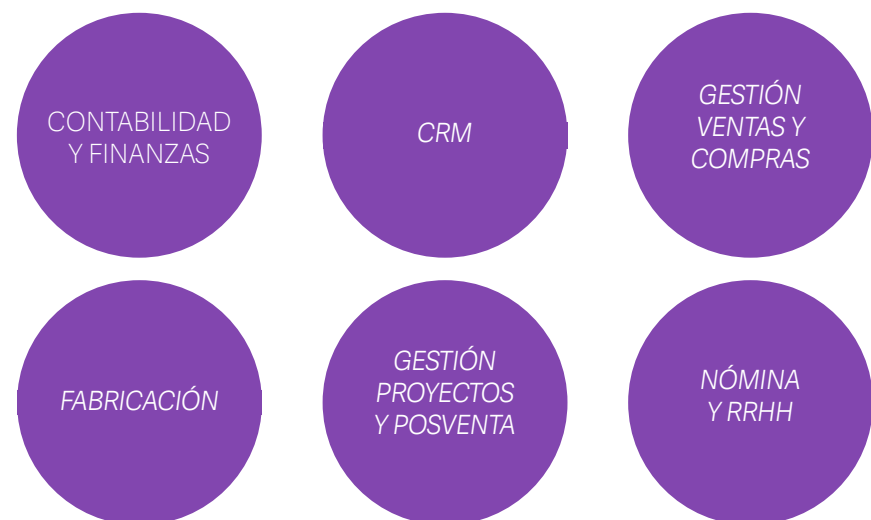 CONTABILIDAD
Y FINANZAS
CRM
GESTIÓN
VENTAS Y
COMPRAS
FABRICACIÓN
GESTIÓN
PROYECTOS
Y POSVENTA
NÓMINA
Y RRHH